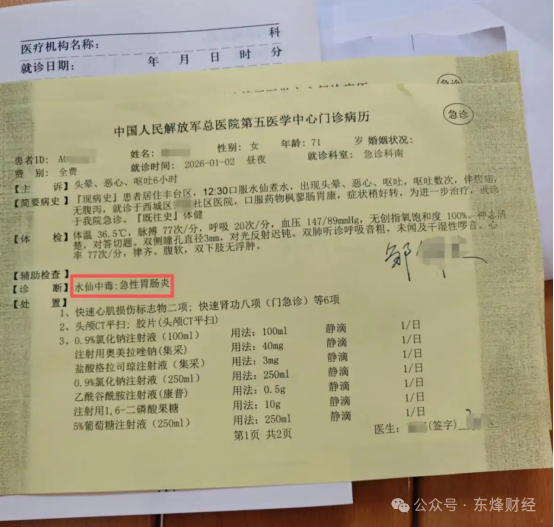 医疗机构名称:
科
就诊日期: 年 月 日 时 分
急诊
急诊
中国人民解放军总医院第五医学中心门诊病历
患者ID: A0 姓名: 性别: 女 年龄: 71 岁 婚姻状况:
费 别: 全费 就诊时间: 2026-01-02 昼夜 就诊科室: 急诊科南
【主 诉】头晕、恶心、呕吐6小时
【简要病史】『现病史』患者居住丰台区, 12:30口服水仙煮水, 出现头晕、恶心、呕吐, 呕吐数次, 伴腹痛,
无腹泻, 就诊于西城区 社区医院, 口服药物枫蓼肠胃康, 症状稍好转, 为进一步治疗, 就诊
于我院急诊。『既往史』体健
【体 检】体温 36.5℃, 脉搏 77次/分, 呼吸 20次/分, 血压 147/89mmHg, 无创指氧饱和度 100%。神志清
楚, 对答切题, 双侧瞳孔直径3mm, 对光反射迟钝。双肺听诊呼吸音粗, 未闻及干湿性啰音。心
率 77次/分, 律齐。腹软, 双下肢无浮肿。
【辅助检查】
【诊 断】水仙中毒;急性胃肠炎
【处 置】
1、快速心肌损伤标志物二项; 快速肾功八项 (门急诊) 等6项
2、头颅CT平扫; 胶片(头颅CT平扫)
3、0.9%氯化钠注射液 (100ml) 用法: 100ml 静滴 1/日
注射用奥美拉唑钠(集采) 用法: 40mg 静滴 1/日
盐酸格拉司琼注射液 (集采) 用法: 3mg 静滴 1/日
0.9%氯化钠注射液 (250ml) 用法: 250ml 静滴 1/日
乙酰谷酰胺注射液(康普) 用法: 0.5g 静滴 1/日
注射用1,6-二磷酸果糖 用法: 10g 静滴 1/日
5%葡萄糖注射液 (250ml) 用法: 250ml 静滴 1/日
第1页 共2页
医生: (签字)
邹
公众号 · 东烽财经